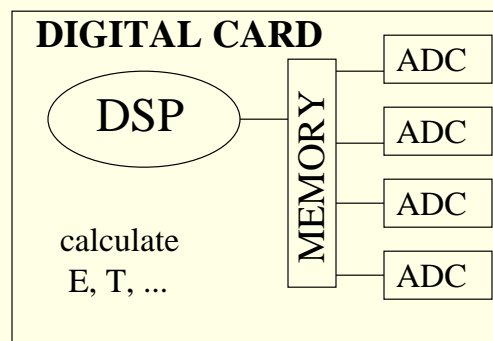 DIGITAL CARD
DSP
MEMORY
ADC
ADC
ADC
ADC
calculate
E, T, ...